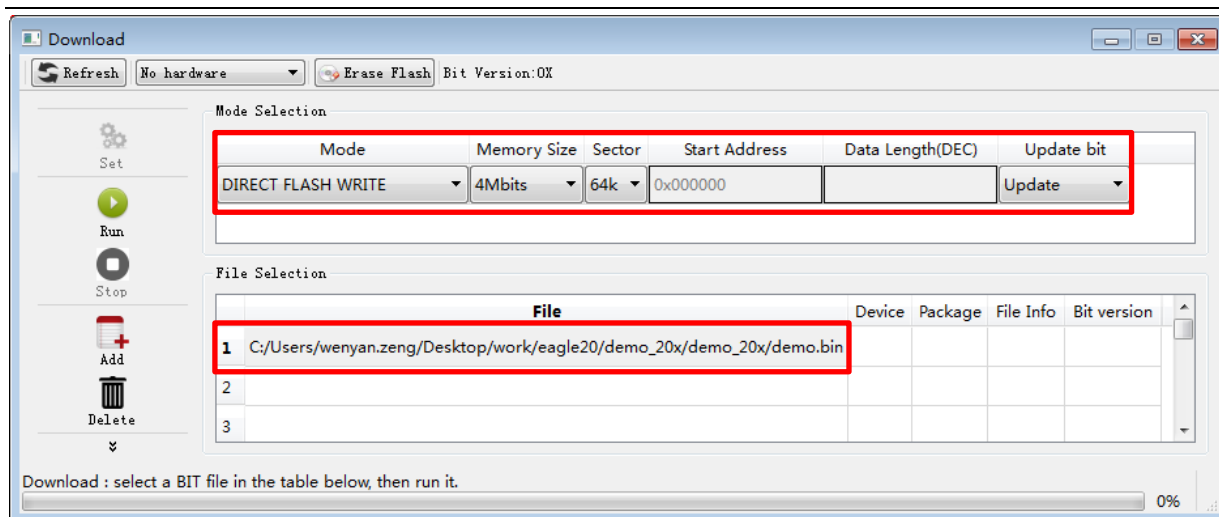 Download
Refresh No hardware Erase Flash Bit Version:0X
Mode Selection
Set
Mode Memory Size Sector Start Address Data Length(DEC) Update bit
DIRECT FLASH WRITE 4Mbits 64k 0x000000 Update
Run
Stop
File Selection
File Device Package File Info Bit version
1 C:/Users/wenyan.zeng/Desktop/work/eagle20/demo_20x/demo_20x/demo.bin
Add
2
Delete
3
Download : select a BIT file in the table below, then run it.
0%